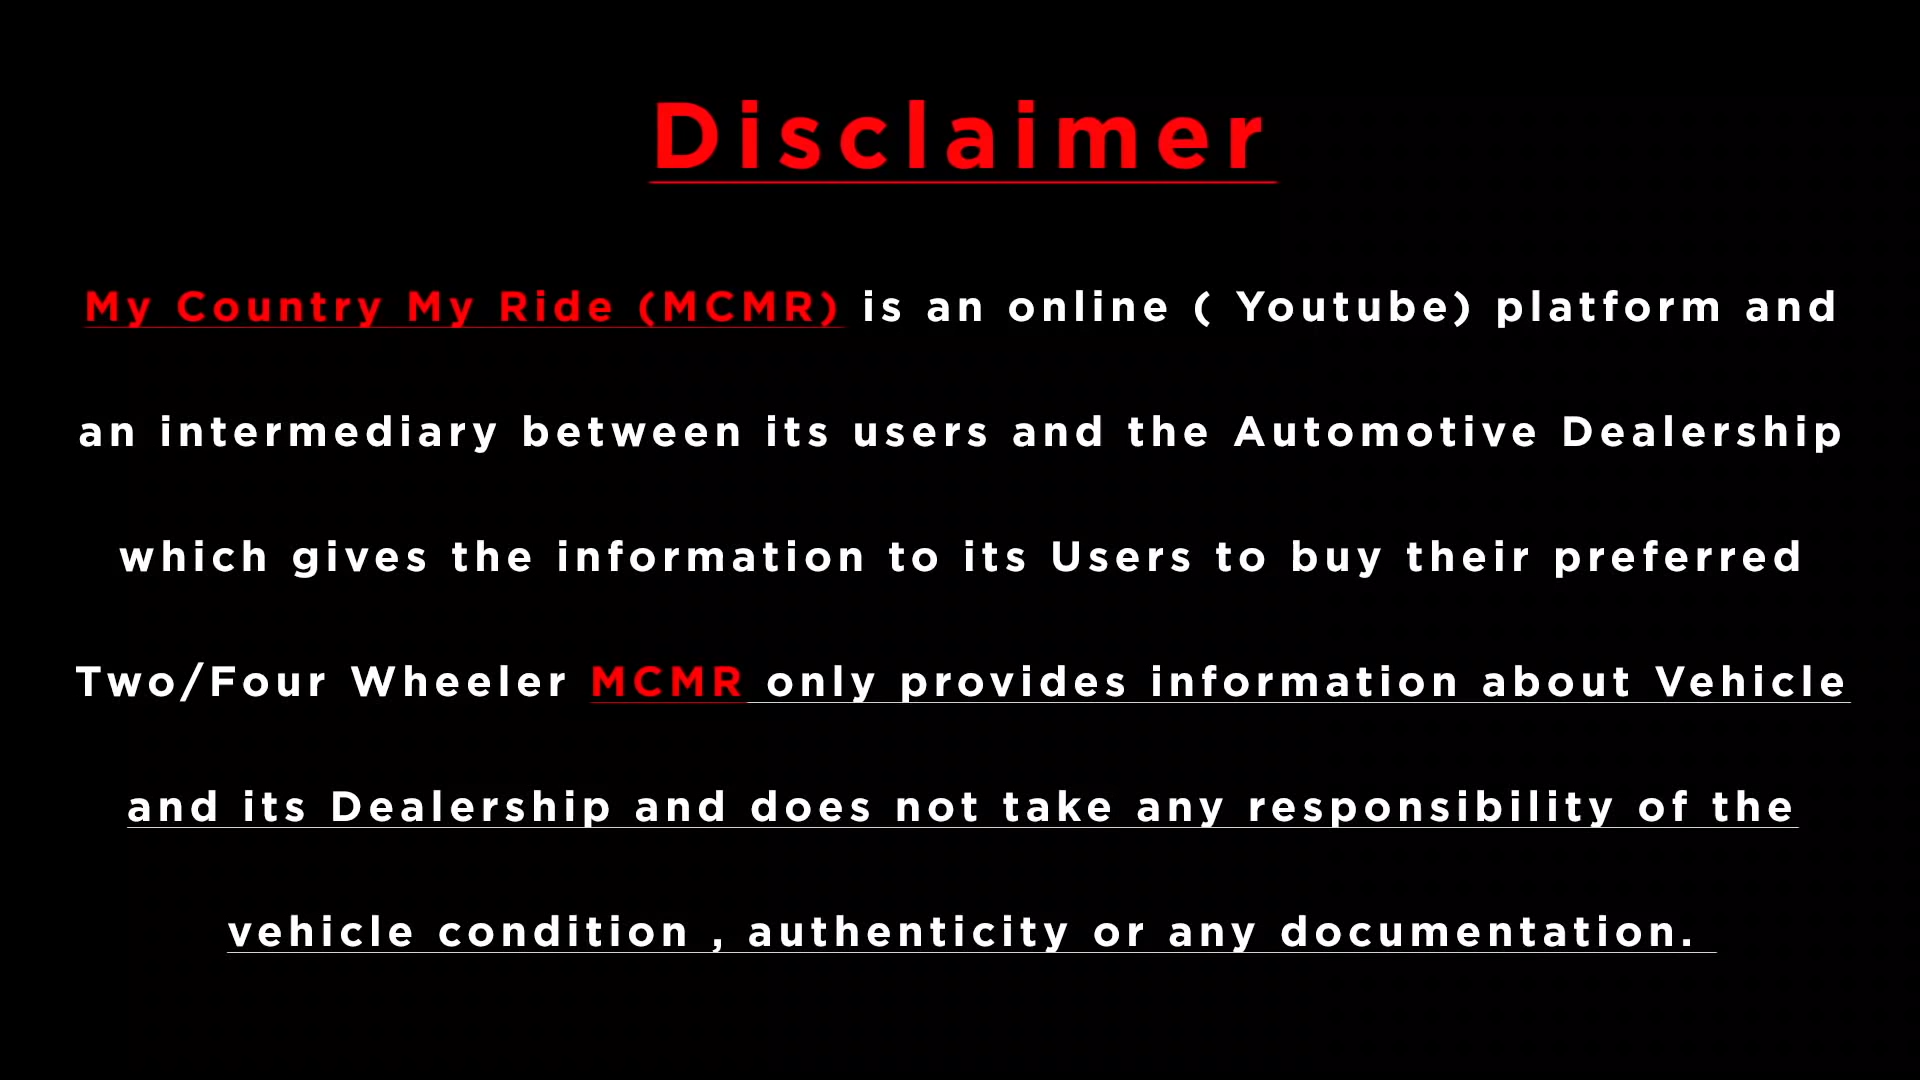 Disclaimer
My Country My Ride (MCMR) is an online ( Youtube) platform and
an intermediary between its users and the Automotive Dealership
which gives the information to its Users to buy their preferred
Two/Four Wheeler MCMR only provides information about Vehicle
and its Dealership and does not take any responsibility of the
vehicle condition , authenticity or any documentation.